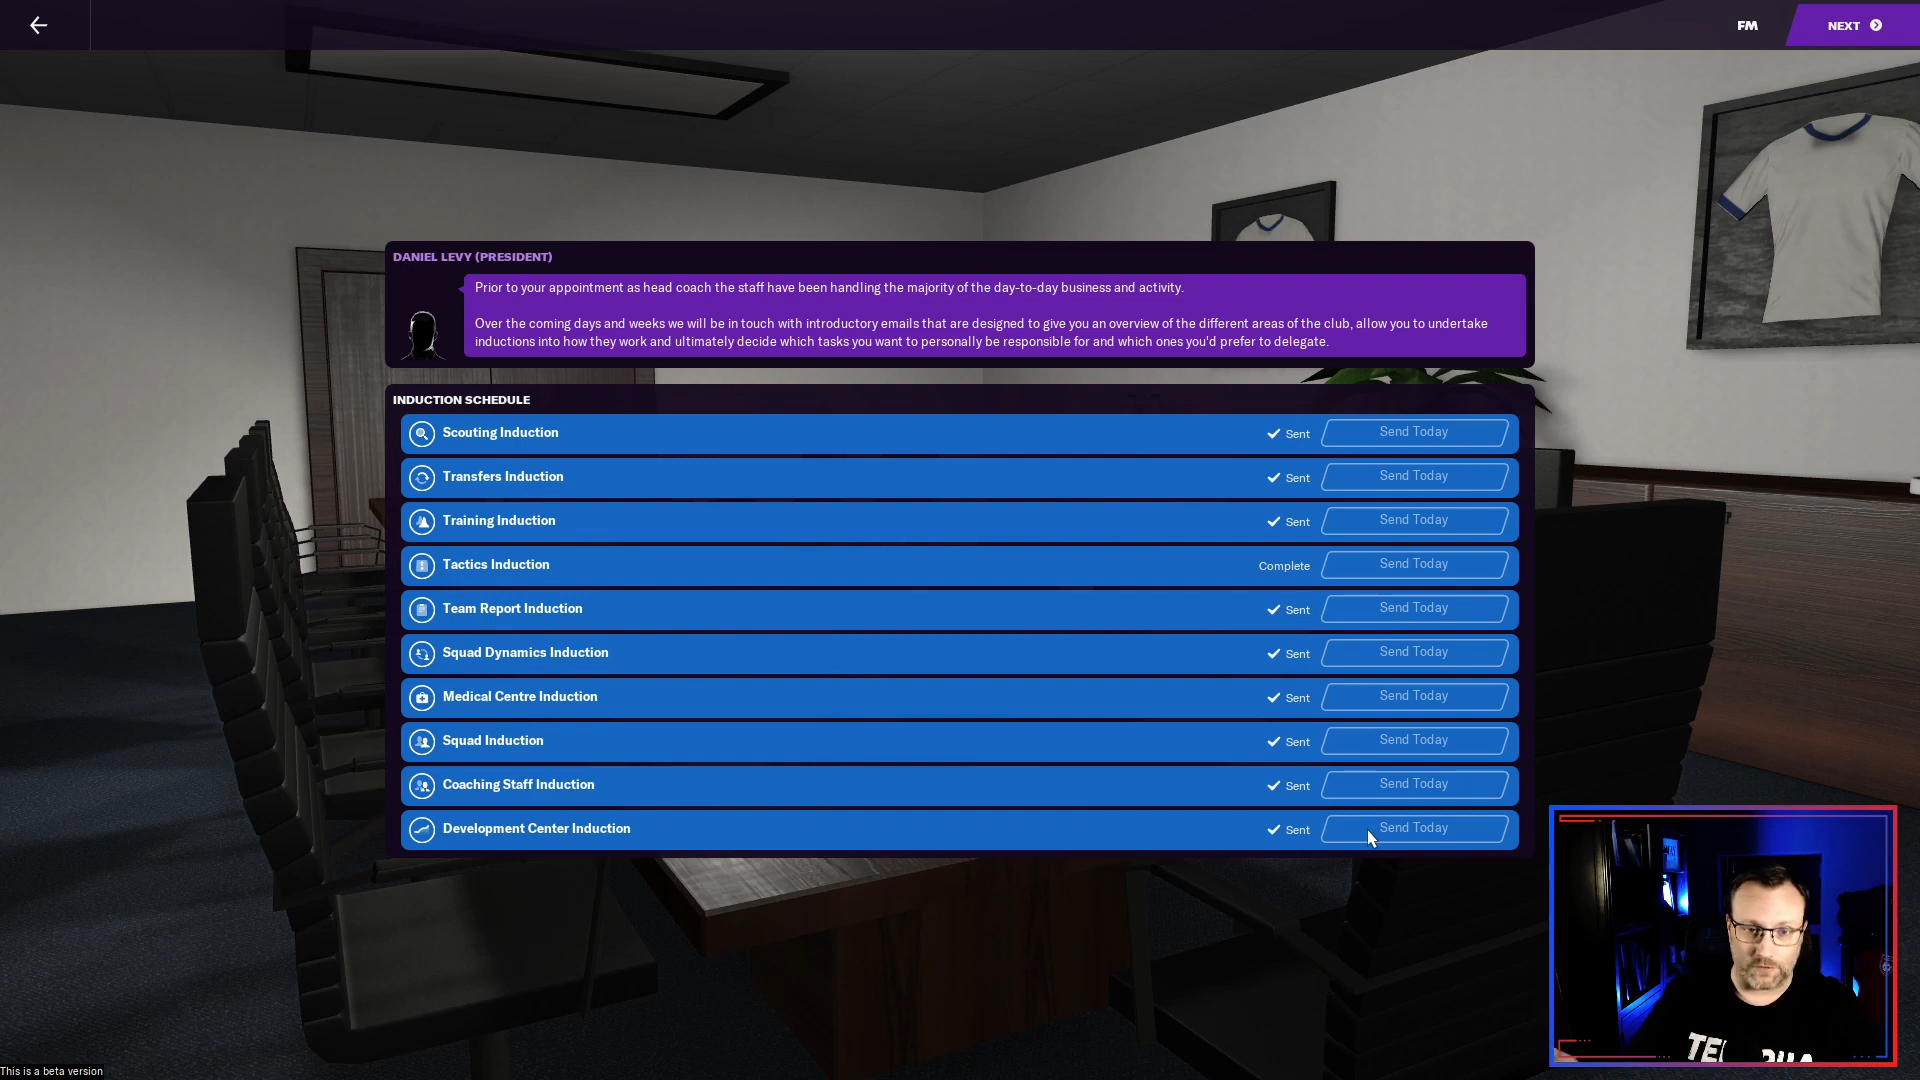 FM
NEXT
DANIEL LEVY (PRESIDENT)
Prior to your appointment as head coach the staff have been handling the majority of the day-to-day business and activity.
Over the coming days and weeks we will be in touch with introductory emails that are designed to give you an overview of the different areas of the club, allow you to undertake
inductions into how they work and ultimately decide which tasks you want to personally be responsible for and which ones you'd prefer to delegate.
INDUCTION SCHEDULE
Scouting Induction Sent Send Today
Transfers Induction Sent Send Today
Training Induction Sent Send Today
Tactics Induction Complete Send Today
Team Report Induction Sent Send Today
Squad Dynamics Induction Sent Send Today
Medical Centre Induction Sent Send Today
Squad Induction Sent Send Today
Coaching Staff Induction Sent Send Today
Development Center Induction Sent Send Today
This is a beta version